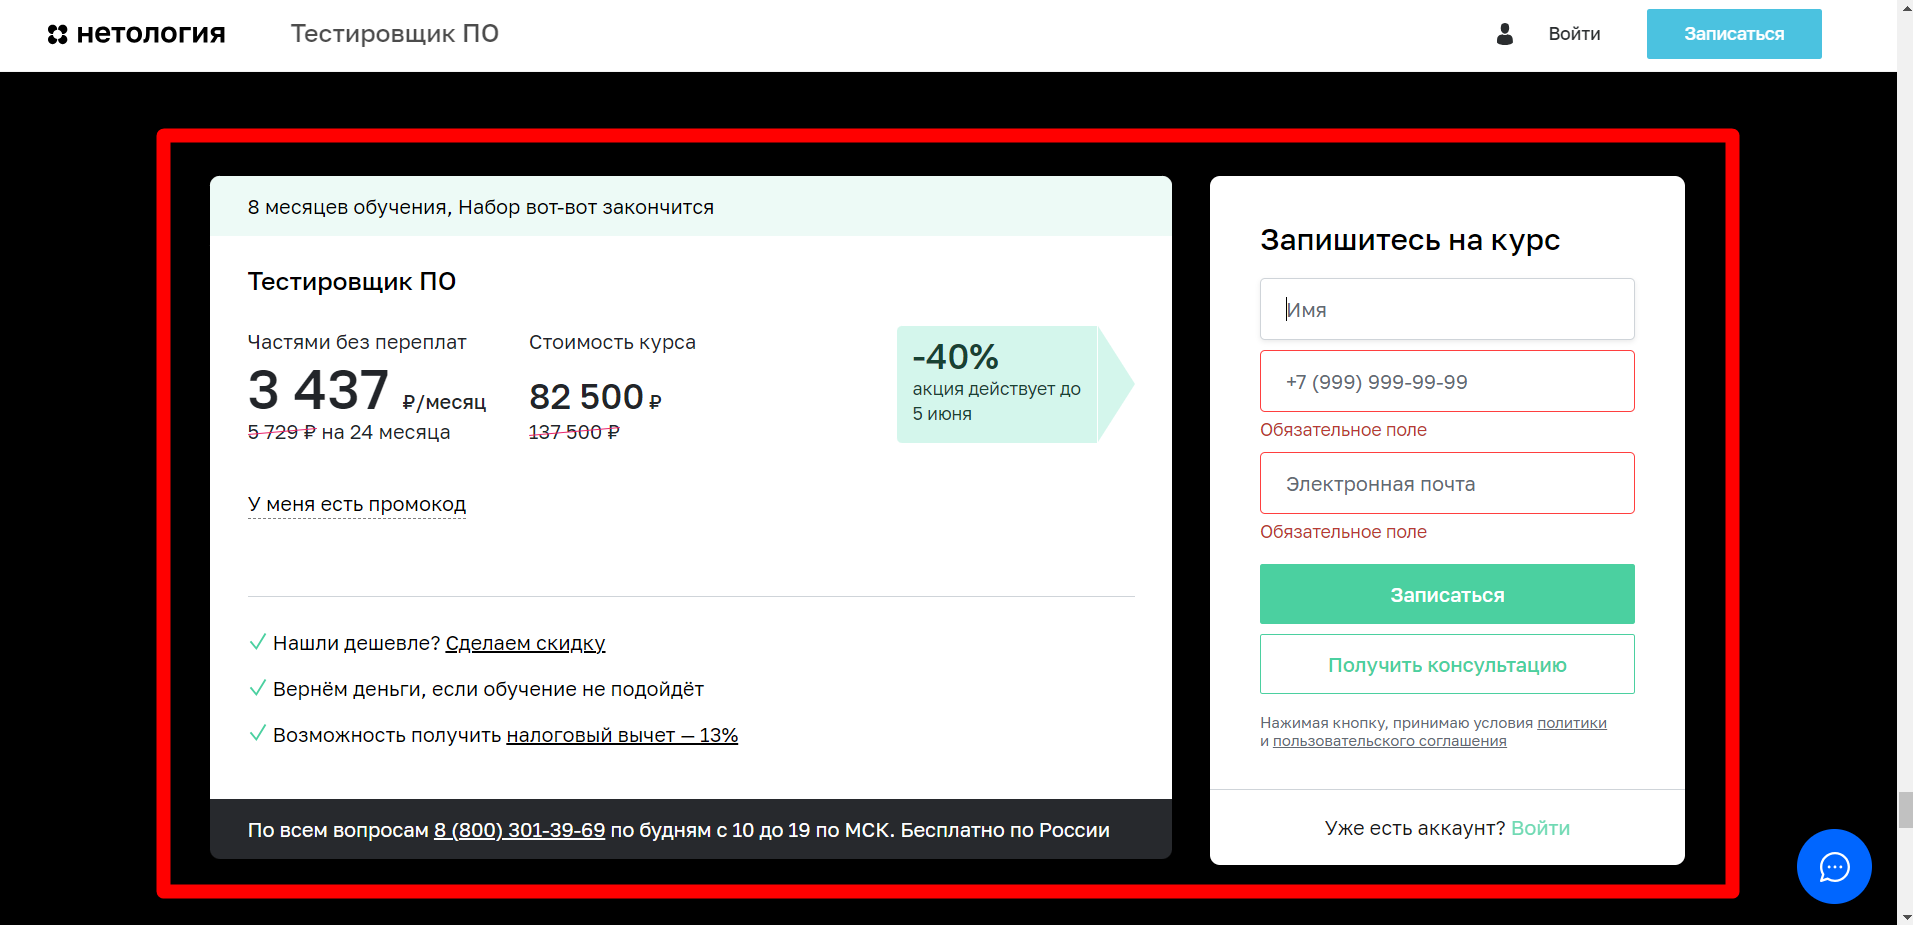 нетология
Тестировщик ПО
Войти
Записаться
8 месяцев обучения, Набор вот-вот закончится
Тестировщик ПО
Частями без переплат
3 437 ₽/месяц
5 729 ₽ на 24 месяца
Стоимость курса
82 500 ₽
137 500 ₽
-40%
акция действует до
5 июня
У меня есть промокод
Нашли дешевле? Сделаем скидку
Вернём деньги, если обучение не подойдёт
Возможность получить налоговый вычет — 13%
По всем вопросам 8 (800) 301-39-69 по будням с 10 до 19 по МСК. Бесплатно по России
Запишитесь на курс
Имя
+7 (999) 999-99-99
Обязательное поле
Электронная почта
Обязательное поле
Записаться
Получить консультацию
Нажимая кнопку, принимаю условия политики
и пользовательского соглашения
Уже есть аккаунт? Войти